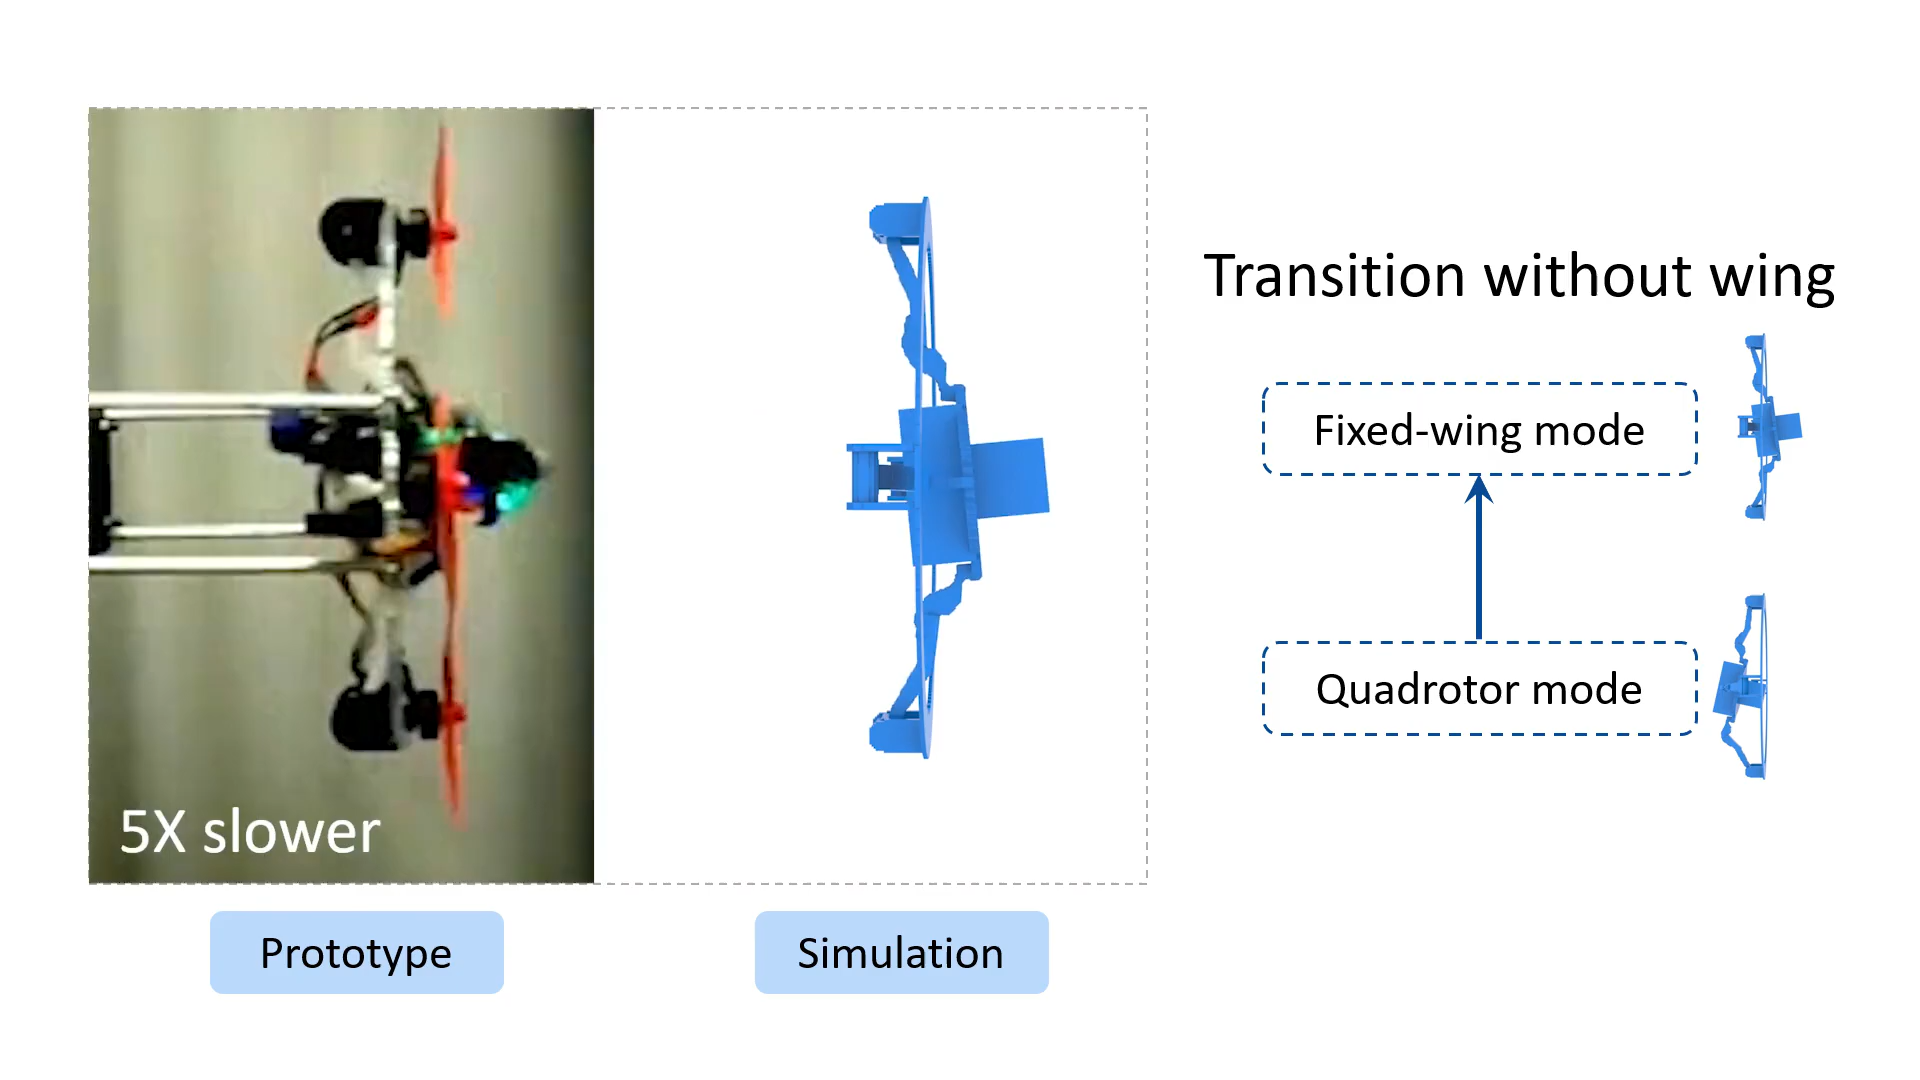 Transition without wing
Fixed-wing mode
Quadrotor mode
5X slower
Prototype
Simulation